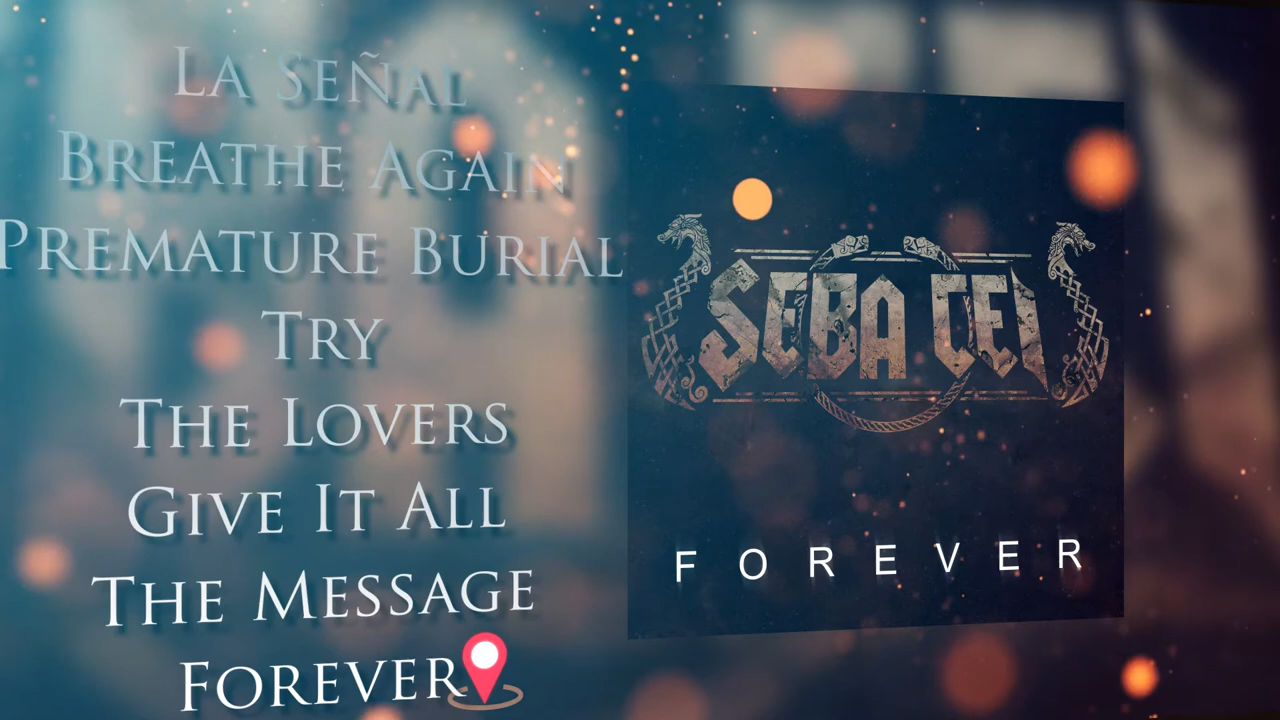 La Señal
Breathe Again
Premature Burial
Try
The Lovers
Give It All
The Message
Forever
SEBA CEI
FOREVER